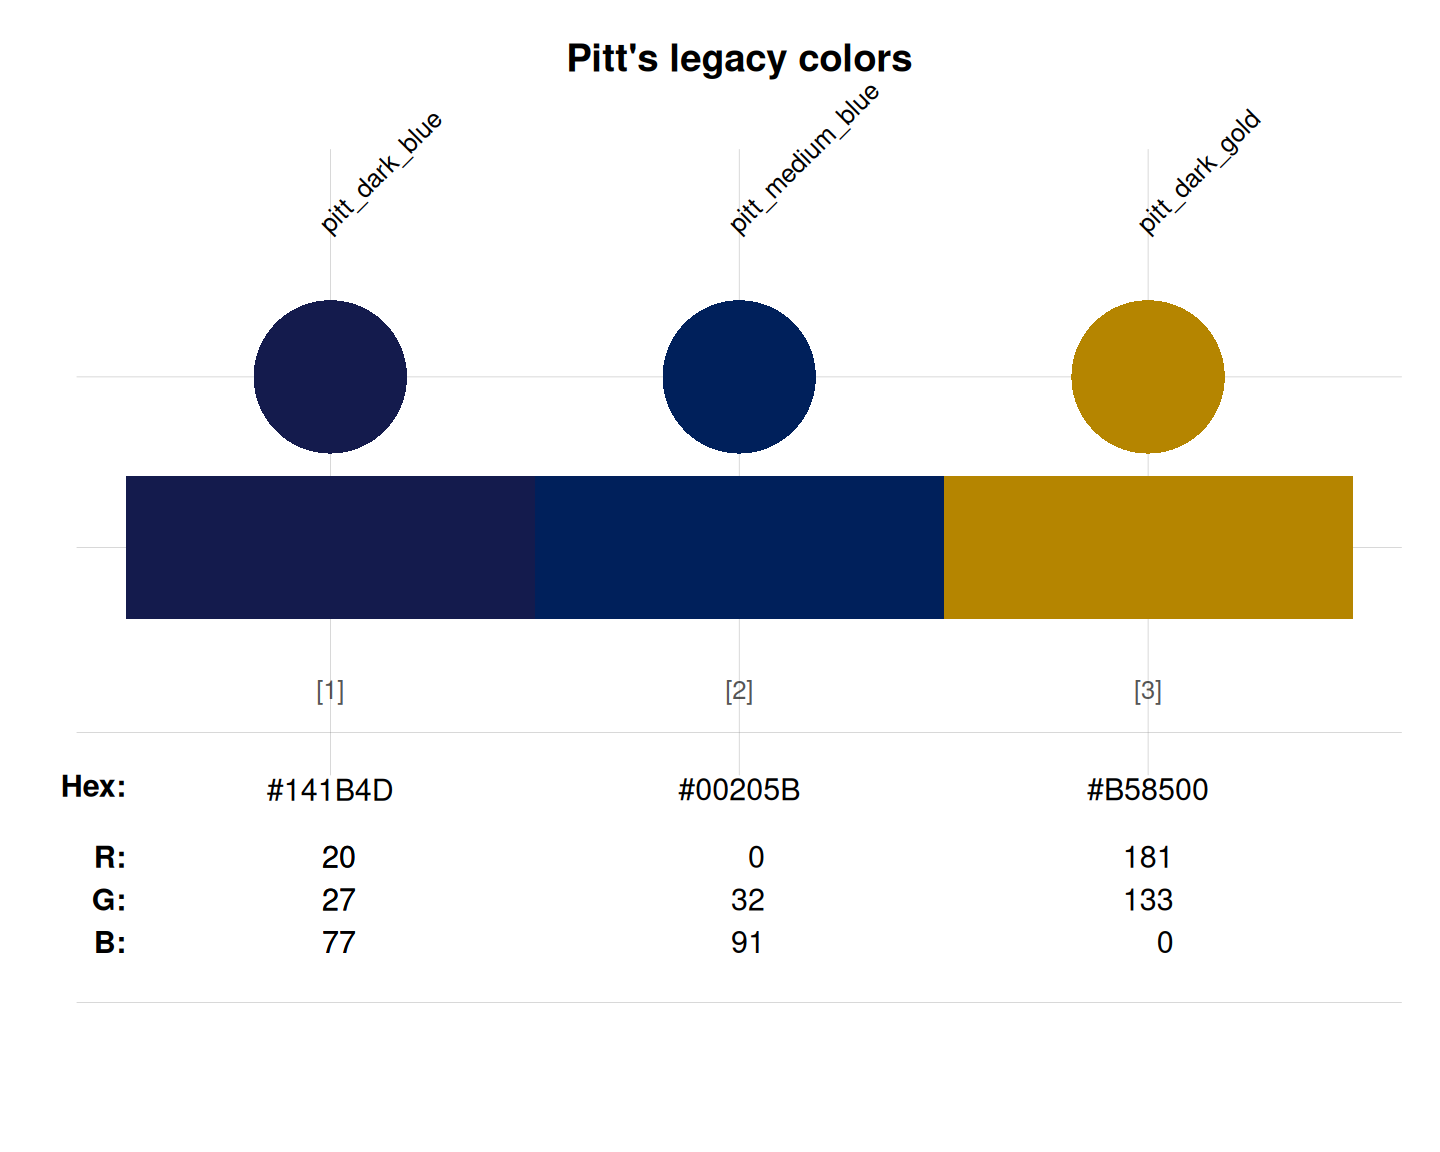 Pitt's legacy colors
pitt_dark_blue
pitt_medium_blue
pitt_dark_gold
[1] [2] [3]
Hex: #141B4D #00205B #B58500
R: 20 0 181
G: 27 32 133
B: 77 91 0